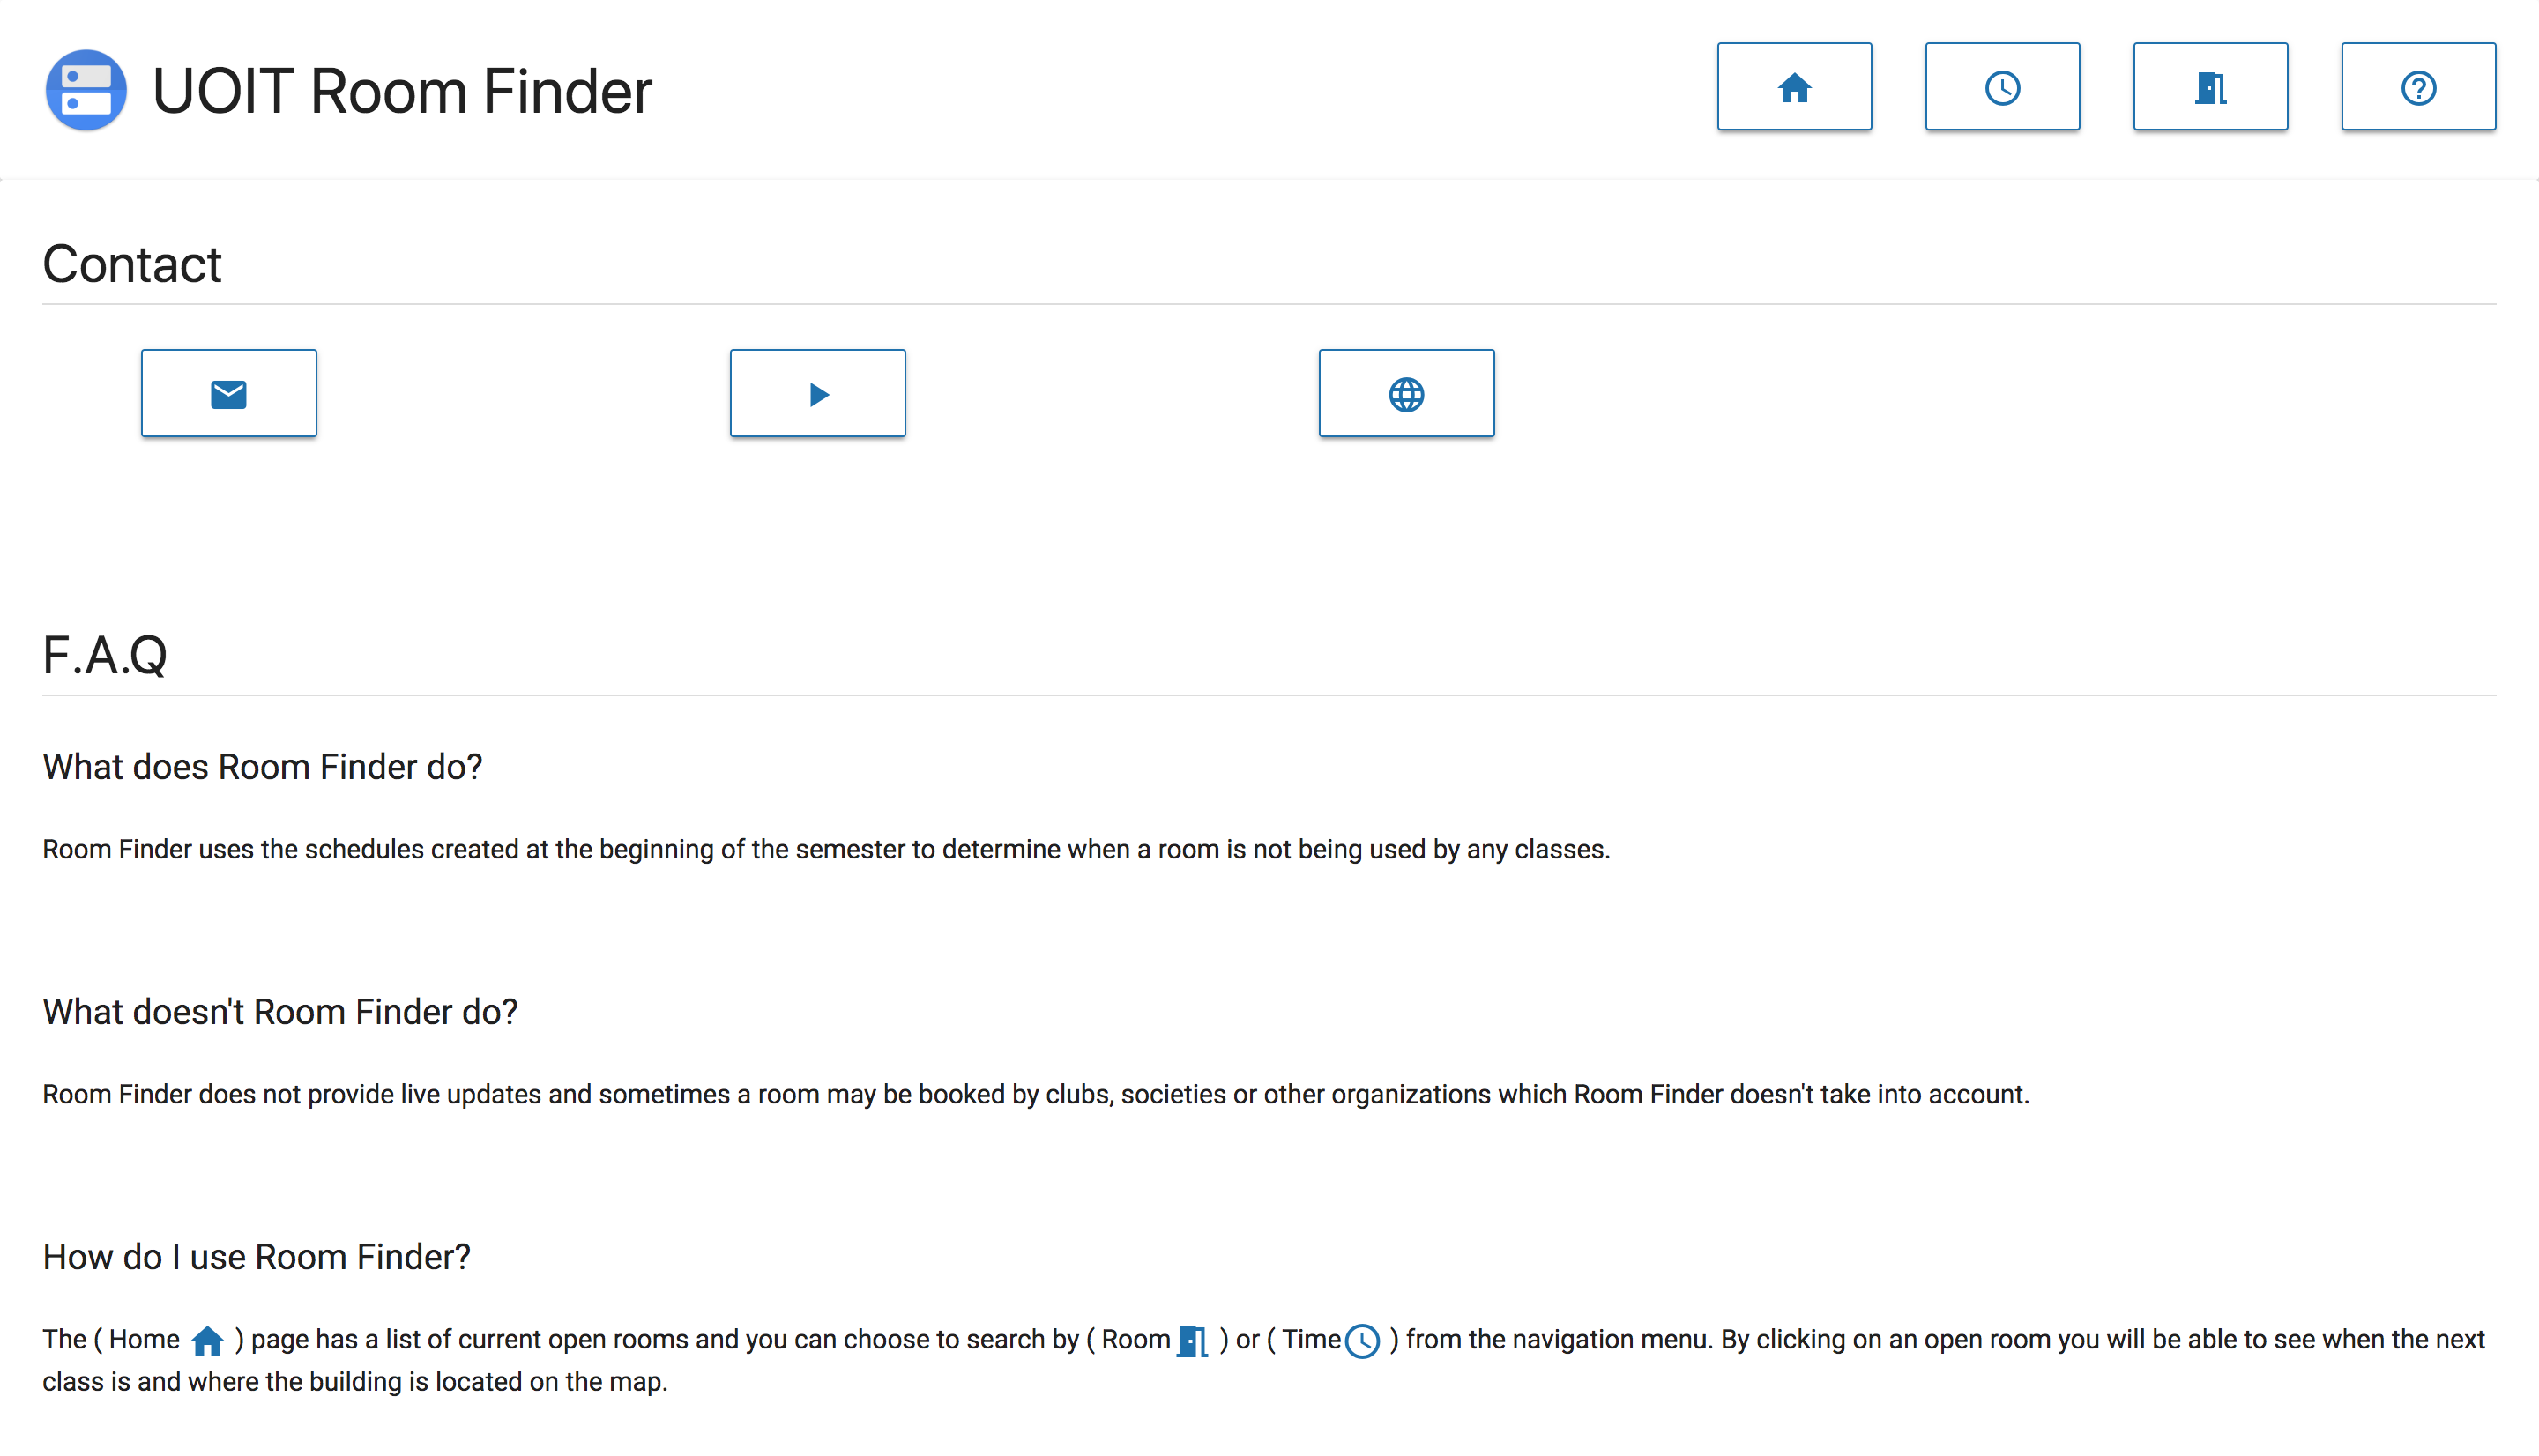 UOIT Room Finder
Contact
F.A.Q
What does Room Finder do?
Room Finder uses the schedules created at the beginning of the semester to determine when a room is not being used by any classes.
What doesn't Room Finder do?
Room Finder does not provide live updates and sometimes a room may be booked by clubs, societies or other organizations which Room Finder doesn't take into account.
How do I use Room Finder?
The ( Home ) page has a list of current open rooms and you can choose to search by ( Room ) or ( Time ) from the navigation menu. By clicking on an open room you will be able to see when the next
class is and where the building is located on the map.